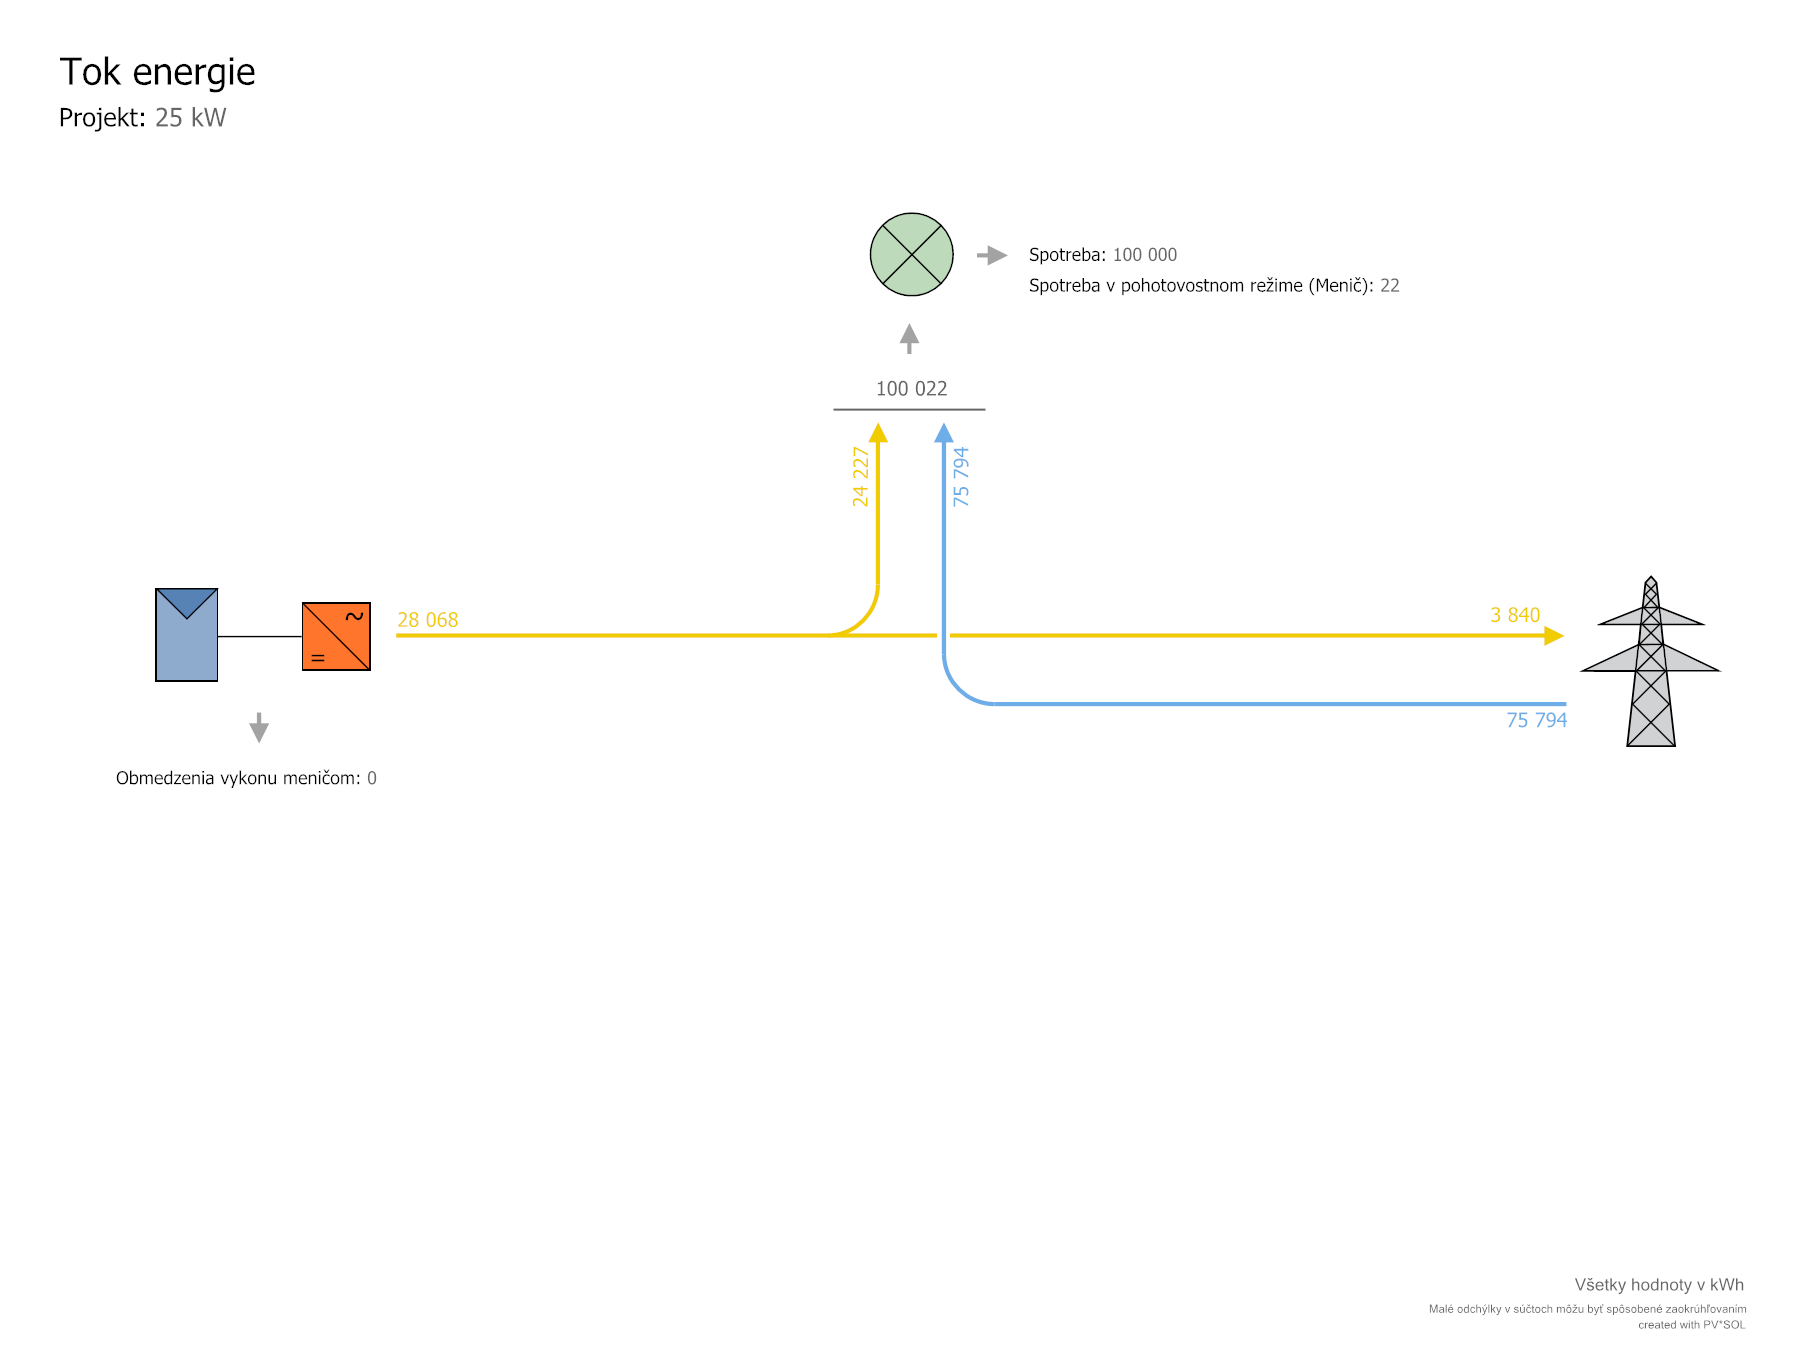 Tok energie
Projekt: 25 kW
Spotreba: 100 000
Spotreba v pohotovostnom režime (Menič): 22
100 022
24 227
75 794
28 068
3 840
75 794
~
=
Obmedzenia vykonu meničom: 0
Všetky hodnoty v kWh
Malé odchýlky v súčtoch môžu byť spôsobené zaokrúhľovaním
created with PV*SOL